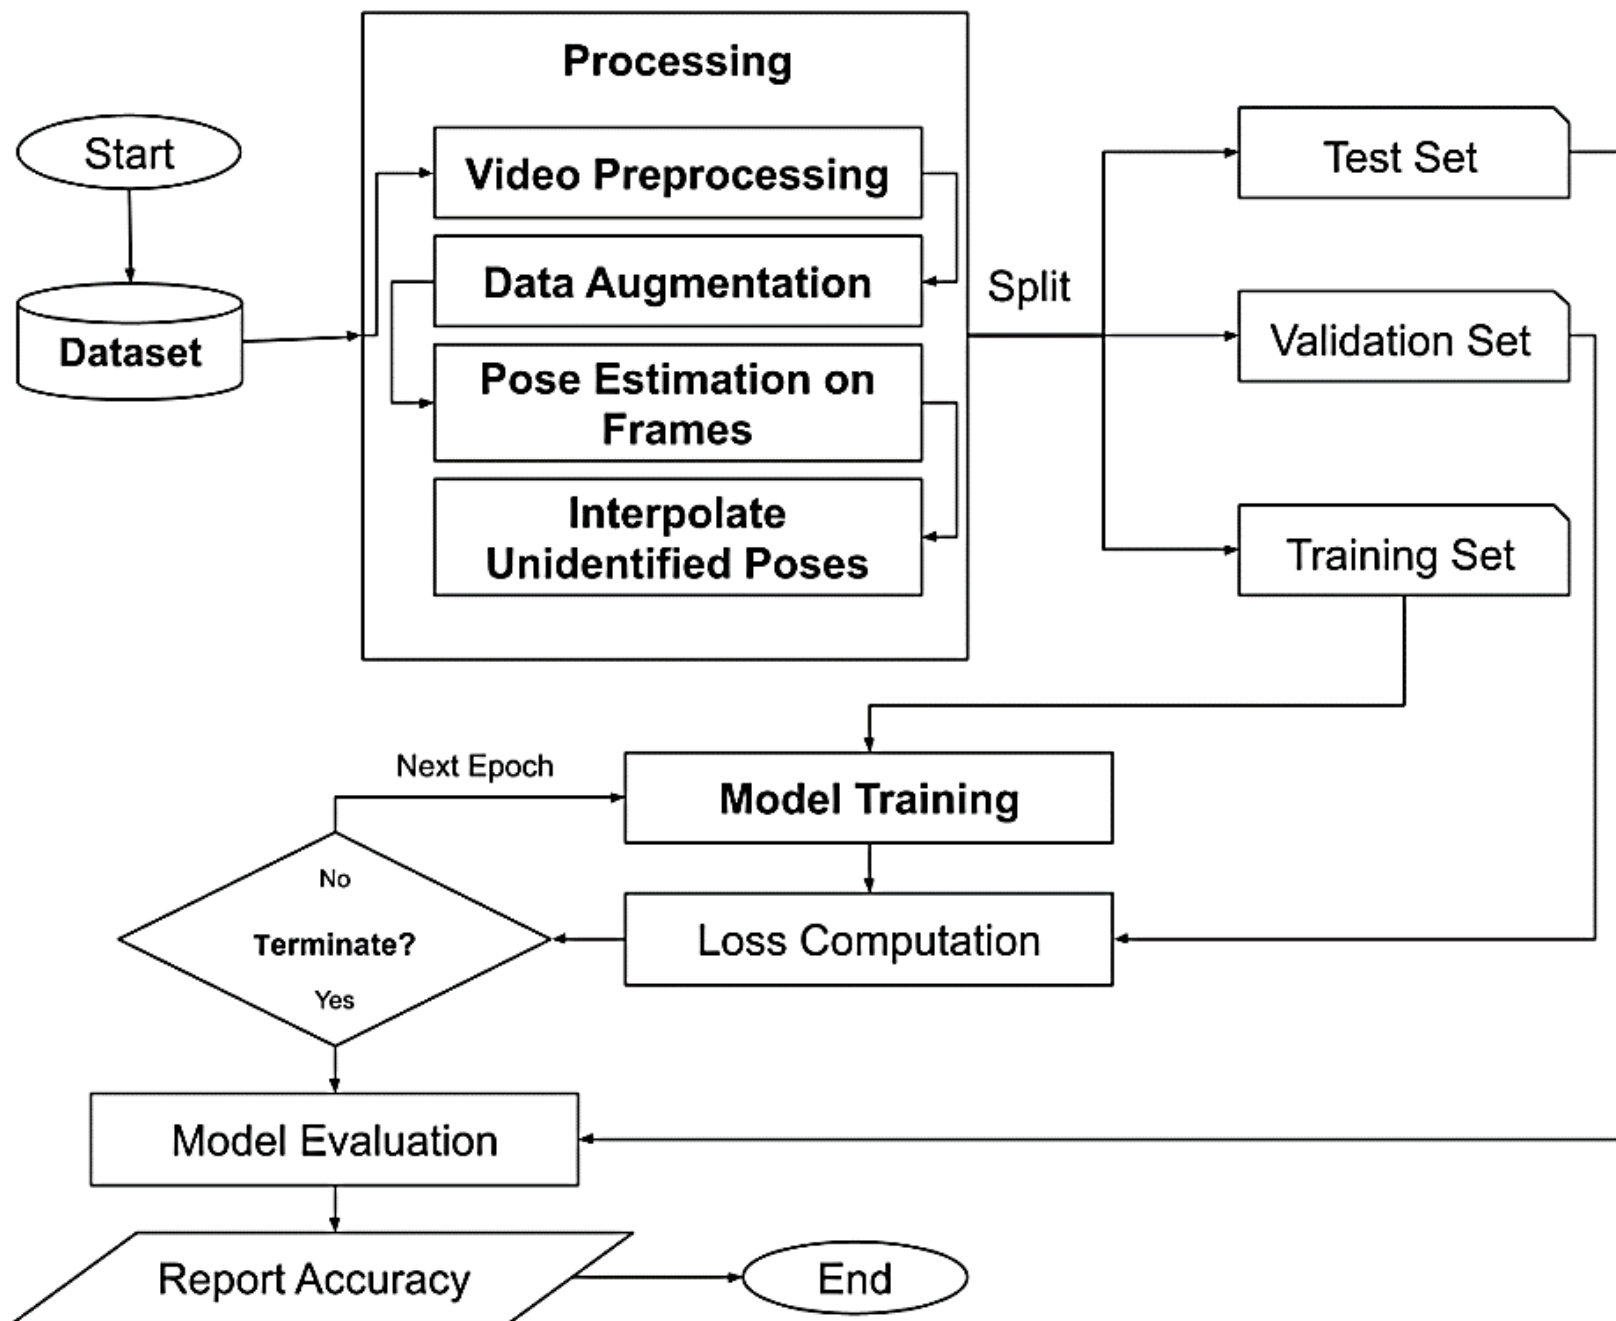 Start
Dataset
Processing
Video Preprocessing
Data Augmentation
Pose Estimation on
Frames
Interpolate
Unidentified Poses
Split
Test Set
Validation Set
Training Set
Next Epoch
Model Training
No
Terminate?
Yes
Loss Computation
Model Evaluation
Report Accuracy
End